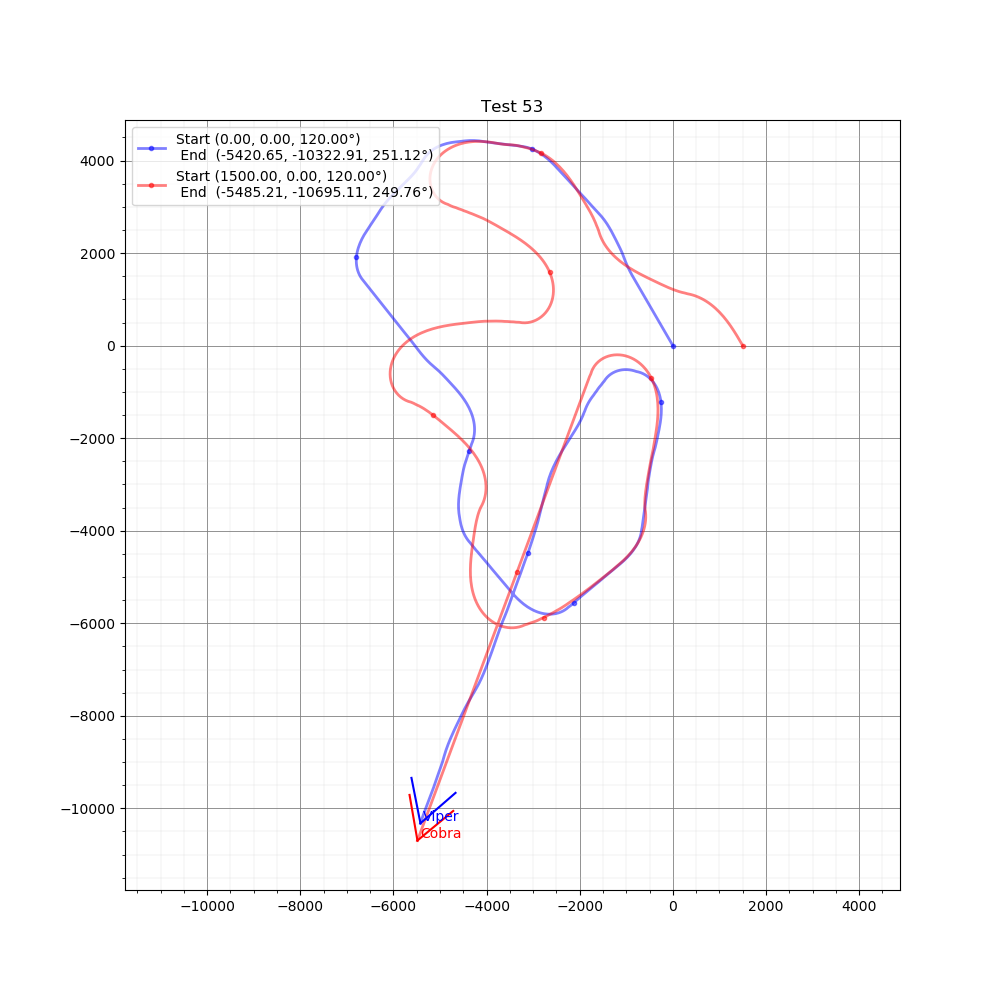 Test 53
Start (0.00, 0.00, 120.00°)
End  (-5420.65, -10322.91, 251.12°)
Start (1500.00, 0.00, 120.00°)
End  (-5485.21, -10695.11, 249.76°)
4000
2000
0
−2000
−4000
−6000
−8000
−10000
Viper
Cobra
−10000 −8000 −6000 −4000 −2000 0 2000 4000